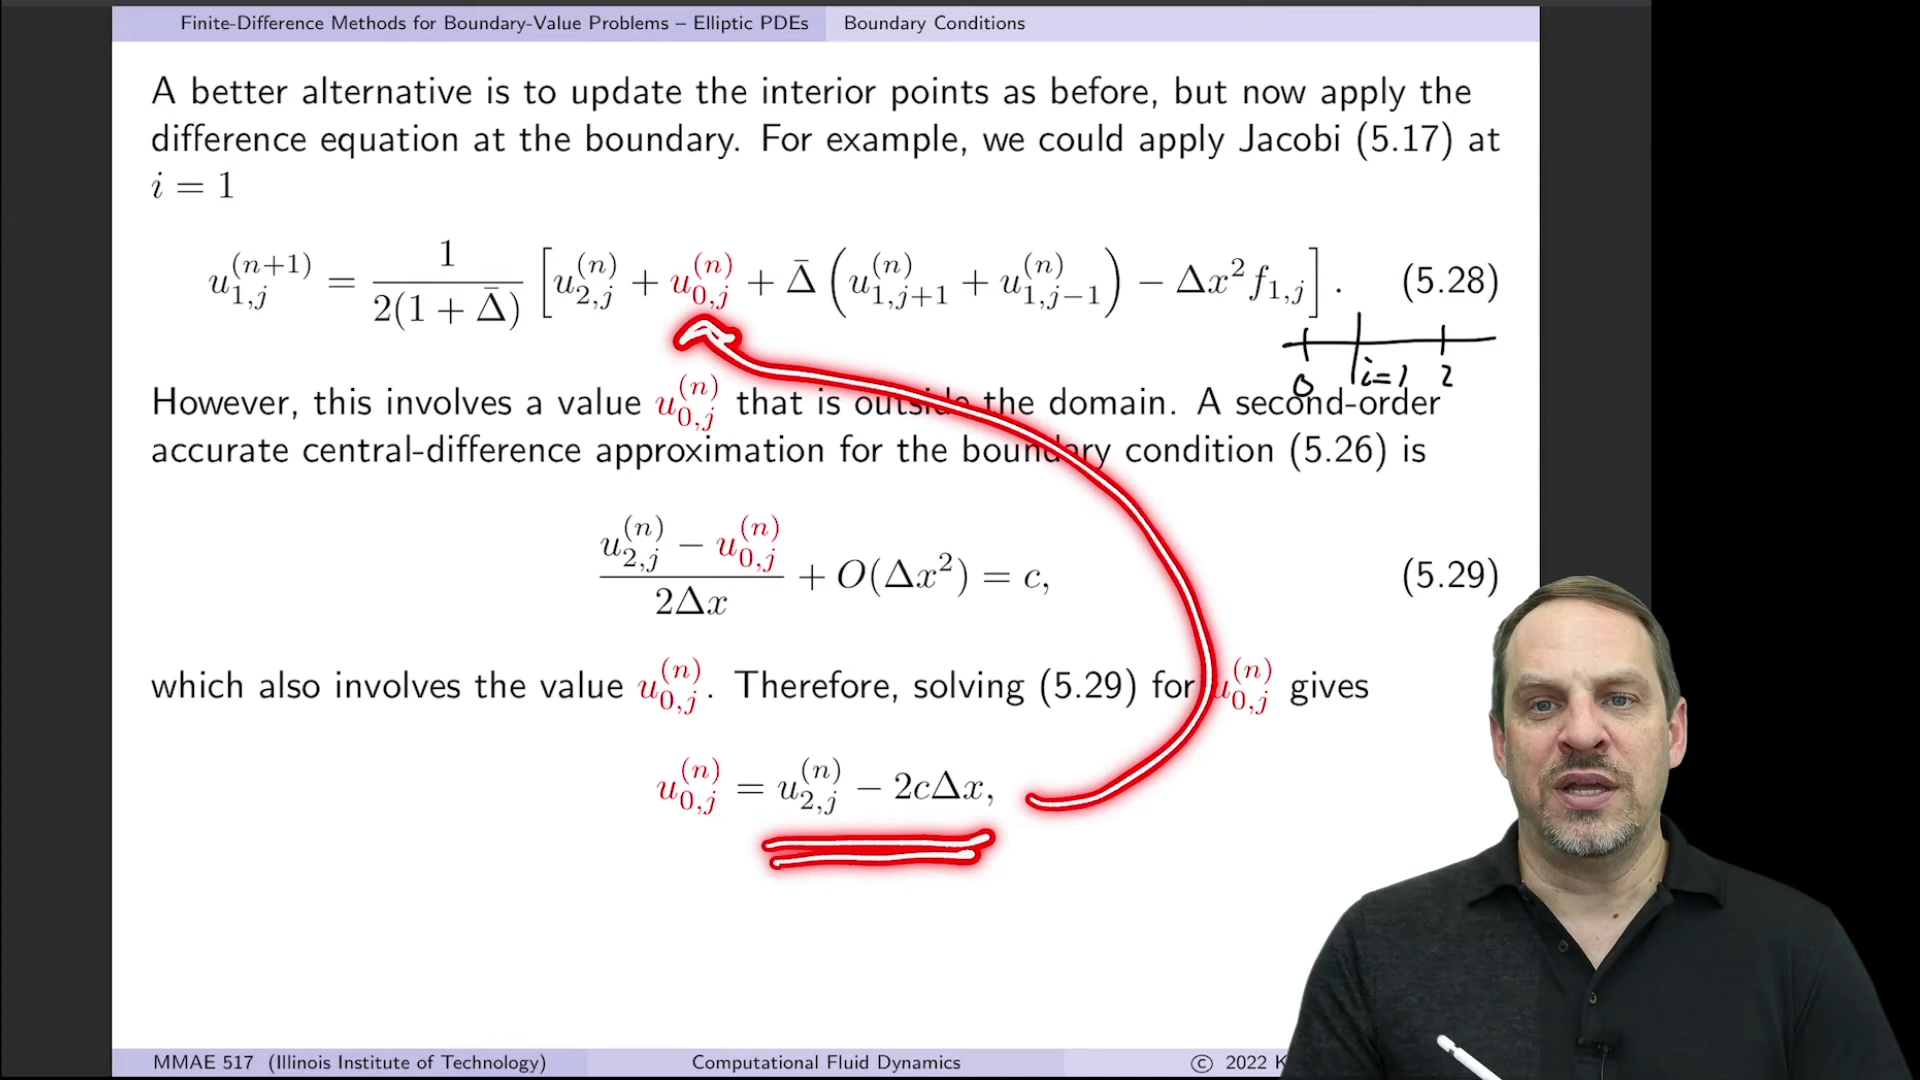 Finite-Difference Methods for Boundary-Value Problems – Elliptic PDEs Boundary Conditions
A better alternative is to update the interior points as before, but now apply the
difference equation at the boundary. For example, we could apply Jacobi (5.17) at
i = 1
u_{1,j}^{(n+1)} = \frac{1}{2(1 + \bar{Δ})} [ u_{2,j}^{(n)} + u_{0,j}^{(n)} + \bar{Δ} ( u_{1,j+1}^{(n)} + u_{1,j−1}^{(n)} ) − Δx^2 f_{1,j} ] . (5.28)
0 i=1 2
However, this involves a value u_{0,j}^{(n)} that is outside the domain. A second-order
accurate central-difference approximation for the boundary condition (5.26) is
\frac{u_{2,j}^{(n)} − u_{0,j}^{(n)}}{2Δx} + O(Δx^2) = c, (5.29)
which also involves the value u_{0,j}^{(n)}. Therefore, solving (5.29) for u_{0,j}^{(n)} gives
u_{0,j}^{(n)} = u_{2,j}^{(n)} − 2cΔx,
MMAE 517 (Illinois Institute of Technology) Computational Fluid Dynamics © 2022